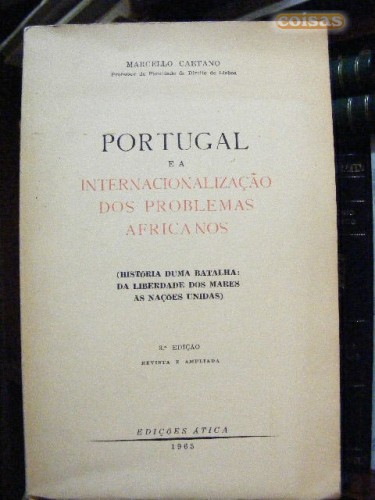 coisas
MARCELLO CAETANO
Professor da Faculdade de Direito de Lisboa
PORTUGAL
E A
INTERNACIONALIZAÇÃO
DOS PROBLEMAS
AFRICANOS
(HISTÓRIA DUMA BATALHA:
DA LIBERDADE DOS MARES
ÀS NAÇÕES UNIDAS)
3.ª EDIÇÃO
REVISTA E AMPLIADA
EDIÇÕES ÁTICA
1965